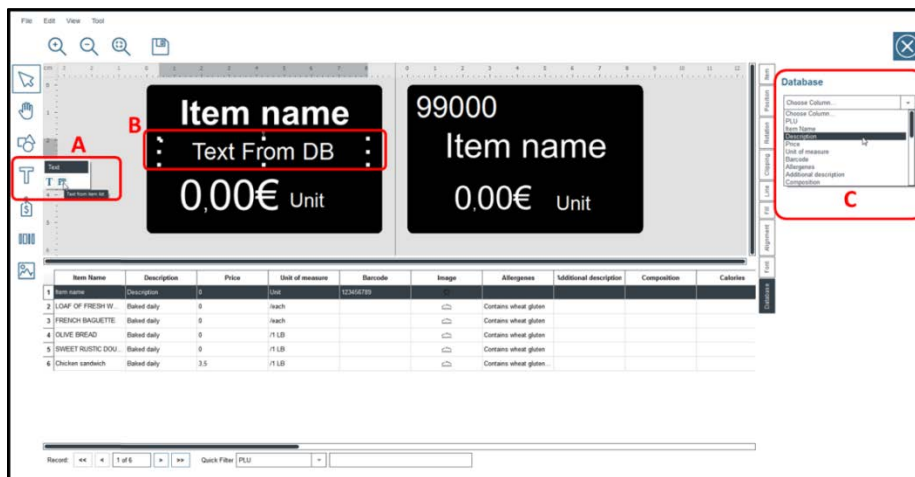 File Edit View Tool
cm
A
B
C
Text
Text from item list
Item name
Text From DB
0,00€ Unit
99000
Item name
0,00€ Unit
Item
Position
Rotation
Clipping
Line
Fill
Alignment
Font
Database
Database
Choose Column...
Choose Column...
PLU
Item Name
Description
Price
Unit of measure
Barcode
Allergenes
Additional description
Composition
Item Name Description Price Unit of measure Barcode Image Allergenes Additional description Composition Calories
1 Item name Description 0 Unit 123456789
2 LOAF OF FRESH W... Baked daily 0 /each Contains wheat gluten
3 FRENCH BAGUETTE Baked daily 0 /each Contains wheat gluten
4 OLIVE BREAD Baked daily 0 /1 LB Contains wheat gluten
5 SWEET RUSTIC DOU... Baked daily 0 /1 LB Contains wheat gluten
6 Chicken sandwich Baked daily 3.5 /1 LB Contains wheat gluten...
Record: << < 1 of 6 > >> Quick Filter PLU